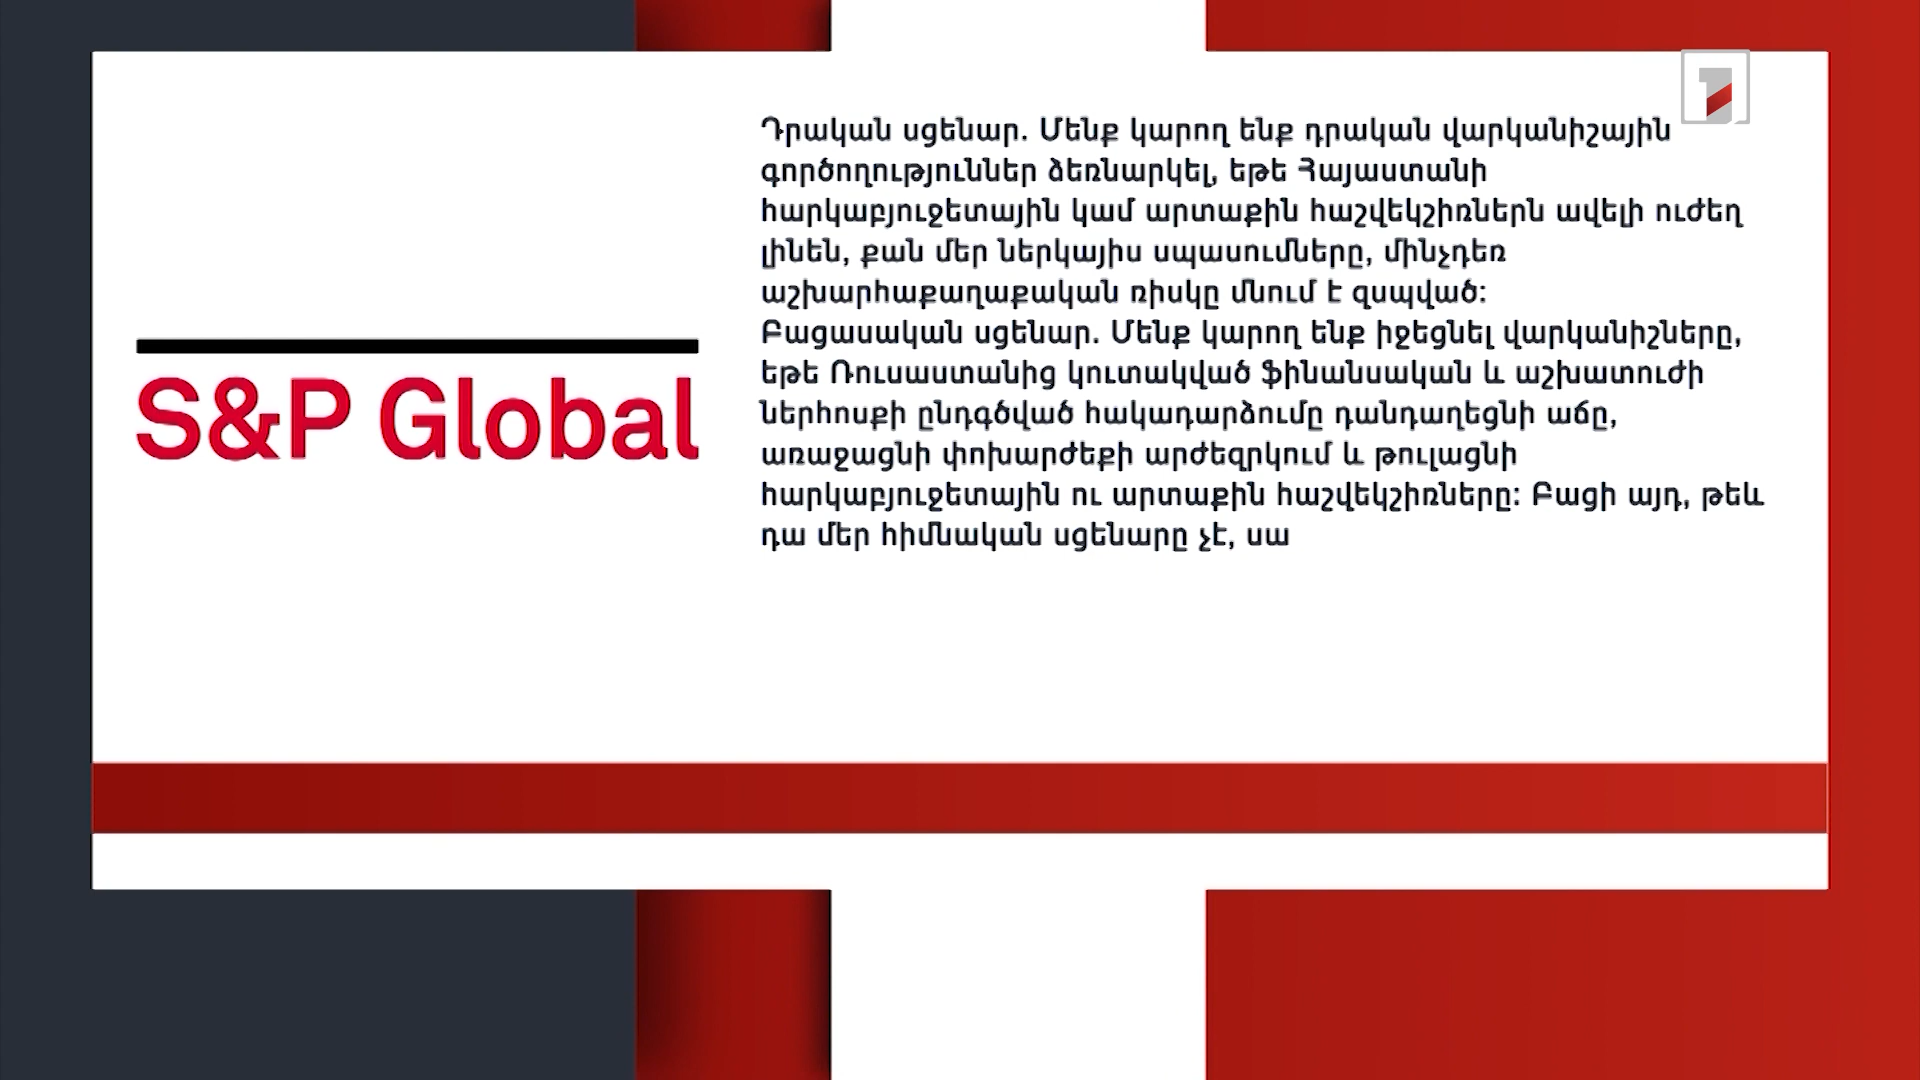 S&P Global
Դրական սցենար. Մենք կարող ենք դրական վարկանիշային
գործողություններ ձեռնարկել, եթե Հայաստանի
հարկաբյուջետային կամ արտաքին հաշվեկշիռներն ավելի ուժեղ
լինեն, քան մեր ներկայիս սպասումները, մինչդեռ
աշխարհաքաղաքական ռիսկը մնում է զսպված:
Բացասական սցենար. Մենք կարող ենք իջեցնել վարկանիշները,
եթե Ռուսաստանից կուտակված ֆինանսական և աշխատուժի
ներհոսքի ընդգծված հակադարձումը դանդաղեցնի աճը,
առաջացնի փոխարժեքի արժեզրկում և թուլացնի
հարկաբյուջետային ու արտաքին հաշվեկշիռները: Բացի այդ, թեև
դա մեր հիմնական սցենարը չէ, սա
1